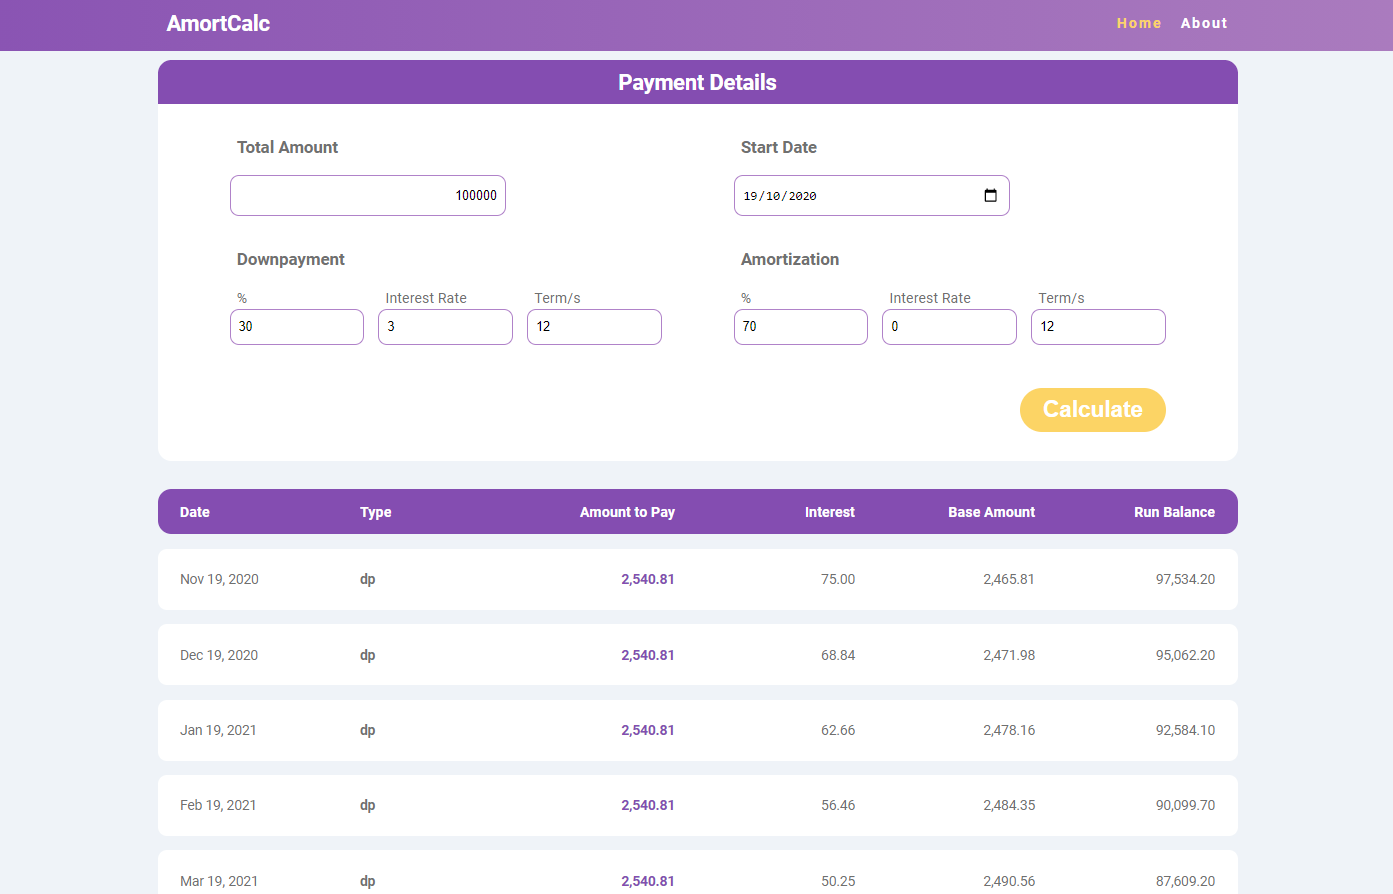 AmortCalc Home About
Payment Details
Total Amount Start Date
100000 19/10/2020
Downpayment Amortization
% Interest Rate Term/s % Interest Rate Term/s
30 3 12 70 0 12
Calculate
Date Type Amount to Pay Interest Base Amount Run Balance
Nov 19, 2020 dp 2,540.81 75.00 2,465.81 97,534.20
Dec 19, 2020 dp 2,540.81 68.84 2,471.98 95,062.20
Jan 19, 2021 dp 2,540.81 62.66 2,478.16 92,584.10
Feb 19, 2021 dp 2,540.81 56.46 2,484.35 90,099.70
Mar 19, 2021 dp 2,540.81 50.25 2,490.56 87,609.20